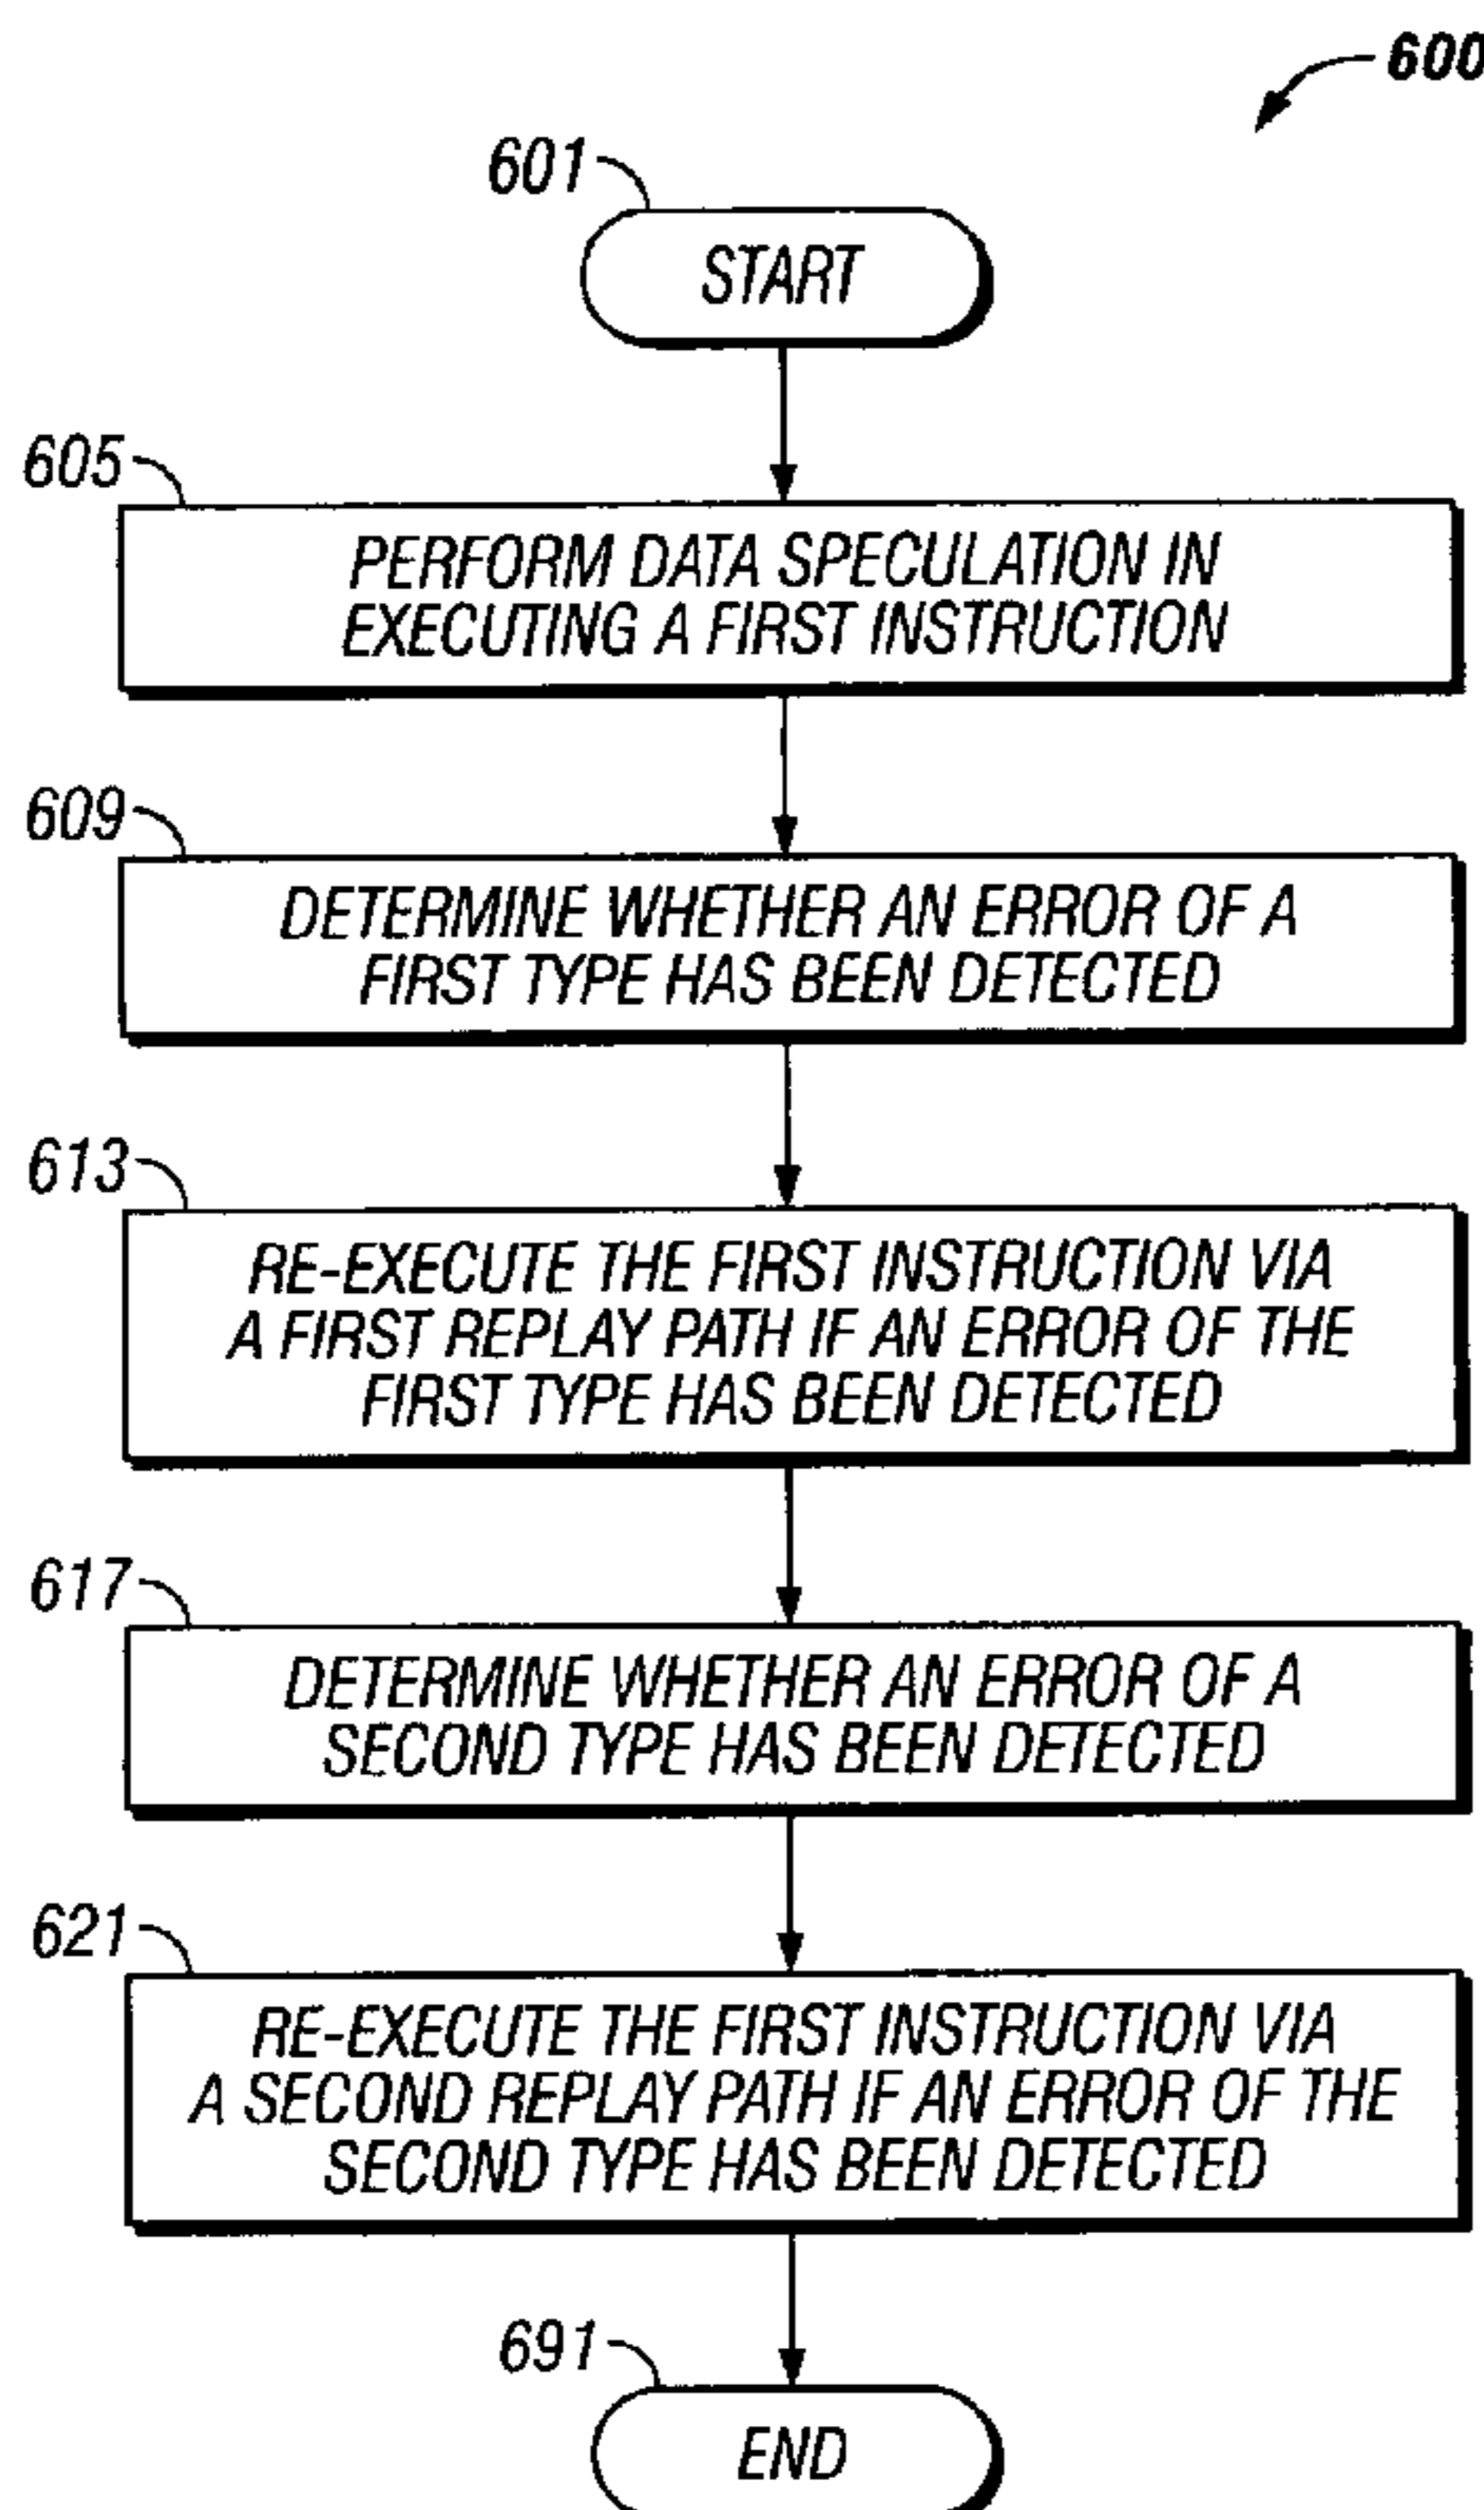 600
601
START
605
PERFORM DATA SPECULATION IN
EXECUTING A FIRST INSTRUCTION
609
DETERMINE WHETHER AN ERROR OF A
FIRST TYPE HAS BEEN DETECTED
613
RE-EXECUTE THE FIRST INSTRUCTION VIA
A FIRST REPLAY PATH IF AN ERROR OF THE
FIRST TYPE HAS BEEN DETECTED
617
DETERMINE WHETHER AN ERROR OF A
SECOND TYPE HAS BEEN DETECTED
621
RE-EXECUTE THE FIRST INSTRUCTION VIA
A SECOND REPLAY PATH IF AN ERROR OF THE
SECOND TYPE HAS BEEN DETECTED
691
END